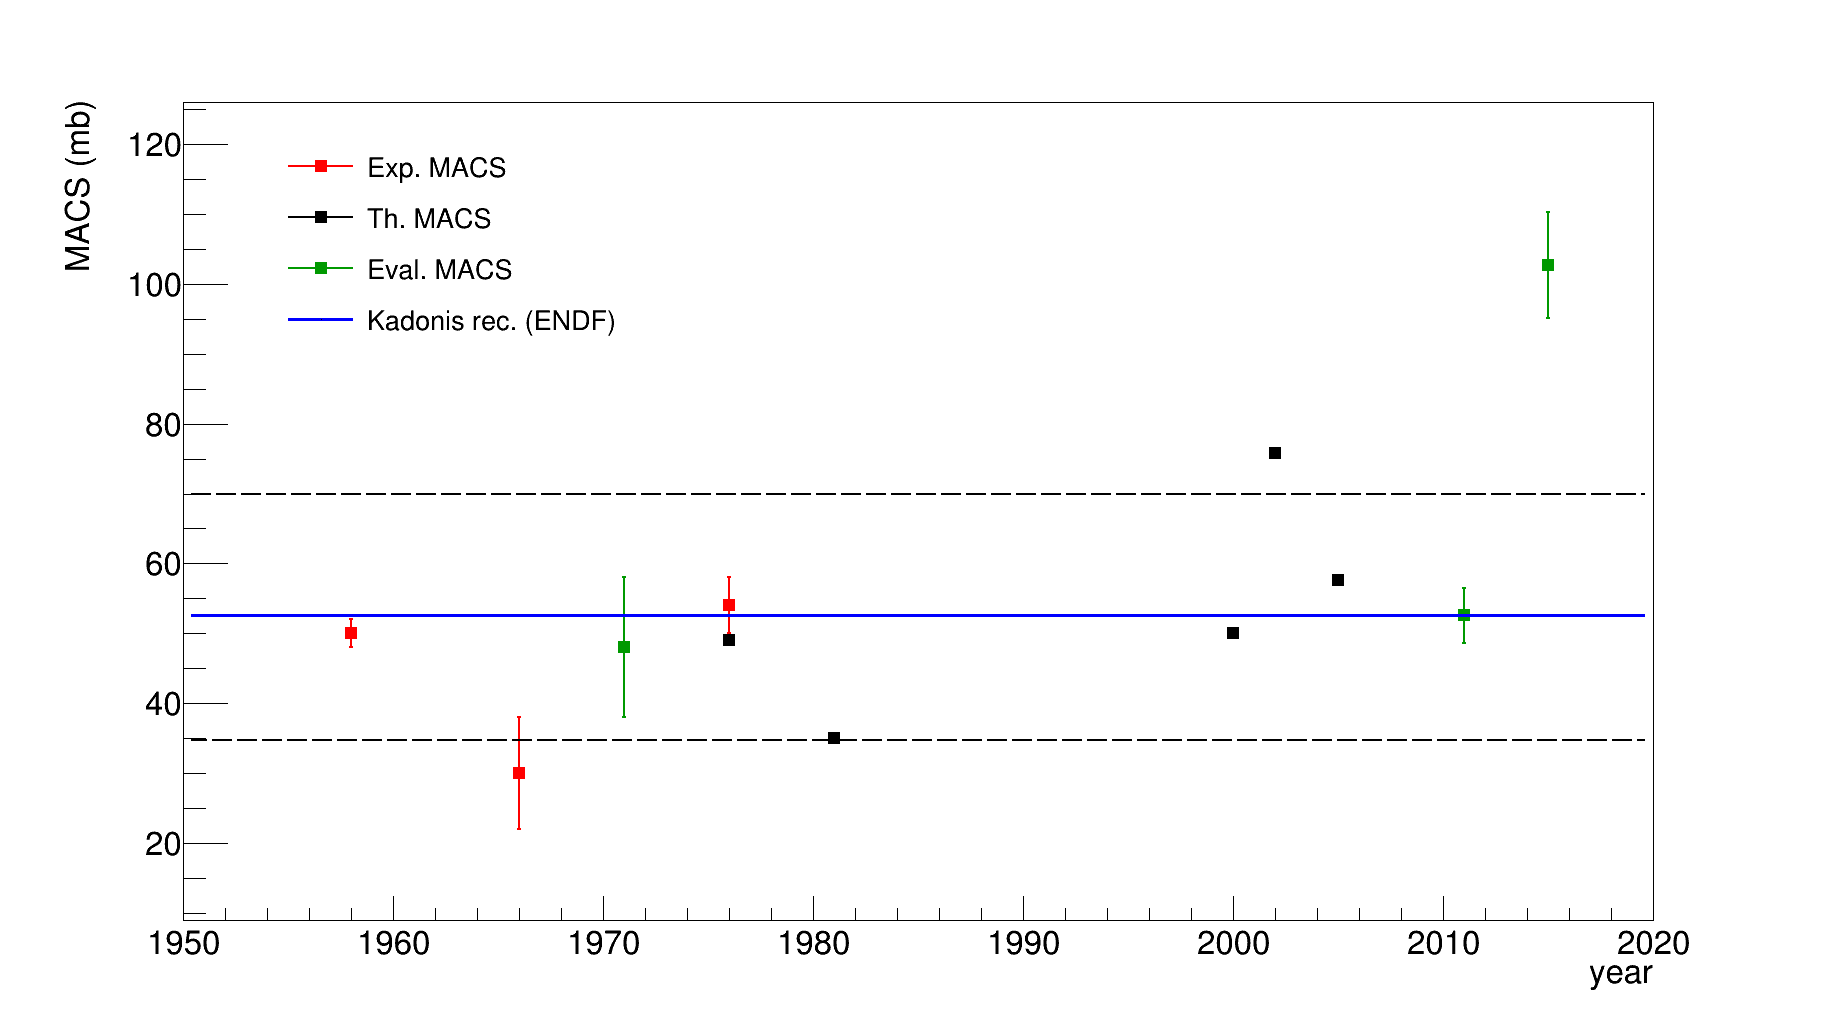 MACS (mb)
120
100
80
60
40
20
Exp. MACS
Th. MACS
Eval. MACS
Kadonis rec. (ENDF)
1950 1960 1970 1980 1990 2000 2010 2020
year